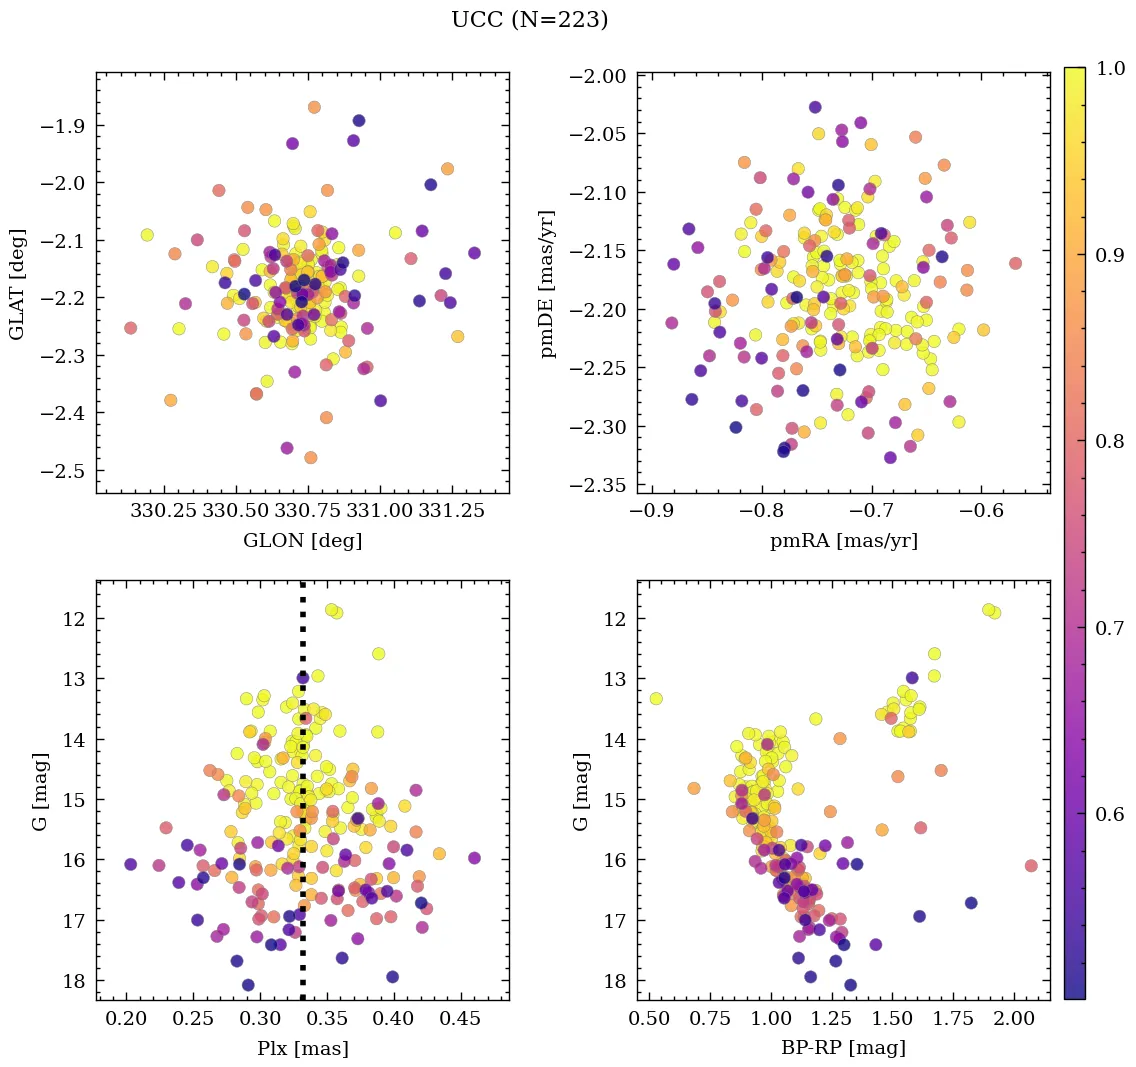 UCC (N=223)
−1.9
−2.0
−2.1
−2.2
−2.3
−2.4
−2.5
GLAT [deg]
330.25 330.50 330.75 331.00 331.25
GLON [deg]
−2.00
−2.05
−2.10
−2.15
−2.20
−2.25
−2.30
−2.35
pmDE [mas/yr]
−0.9 −0.8 −0.7 −0.6
pmRA [mas/yr]
12
13
14
15
16
17
18
G [mag]
0.20 0.25 0.30 0.35 0.40 0.45
Plx [mas]
12
13
14
15
16
17
18
G [mag]
0.50 0.75 1.00 1.25 1.50 1.75 2.00
BP-RP [mag]
1.0
0.9
0.8
0.7
0.6